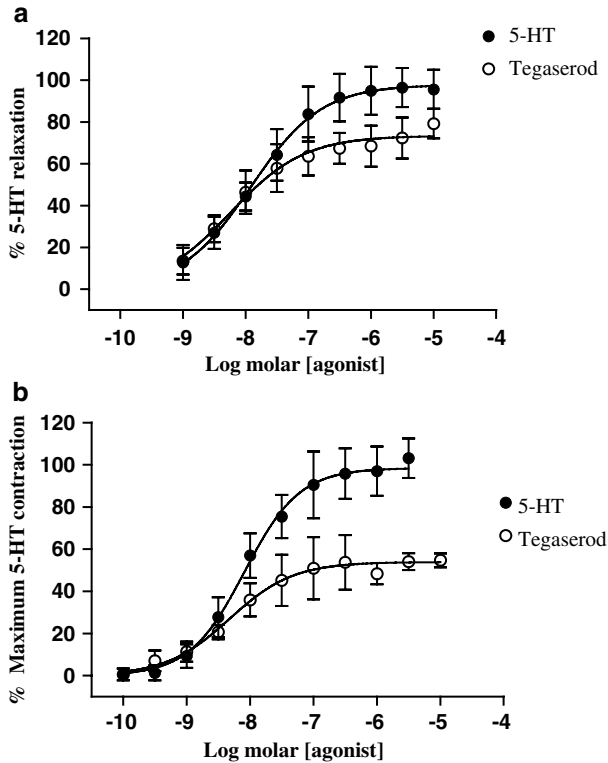 a
5-HT
Tegaserod
% 5-HT relaxation
120
100
80
60
40
20
0
-10 -9 -8 -7 -6 -5 -4
Log molar [agonist]
b
5-HT
Tegaserod
% Maximum 5-HT contraction
120
100
80
60
40
20
0
-10 -9 -8 -7 -6 -5 -4
Log molar [agonist]